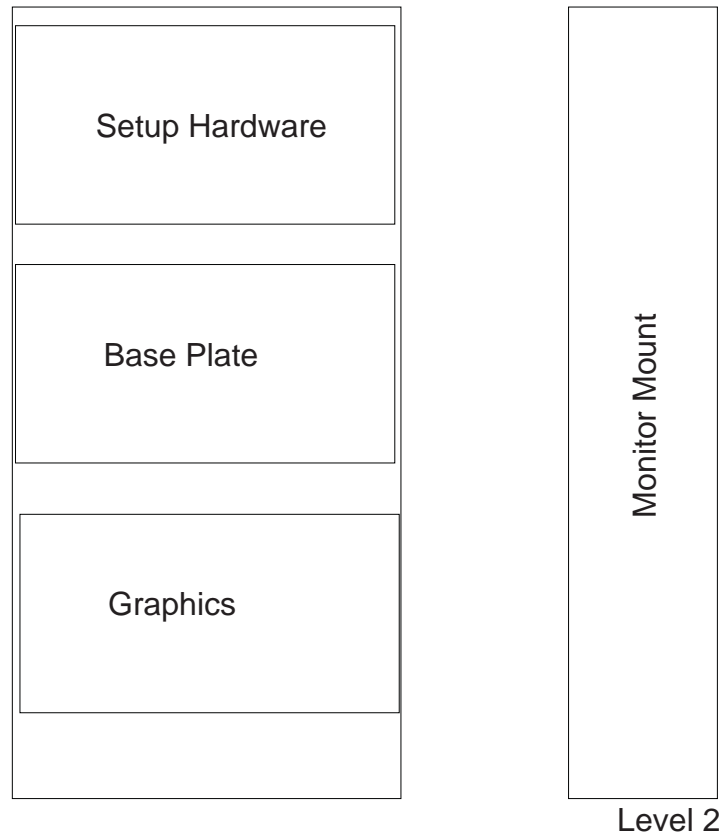 Setup Hardware
Base Plate
Graphics
Monitor Mount
Level 2